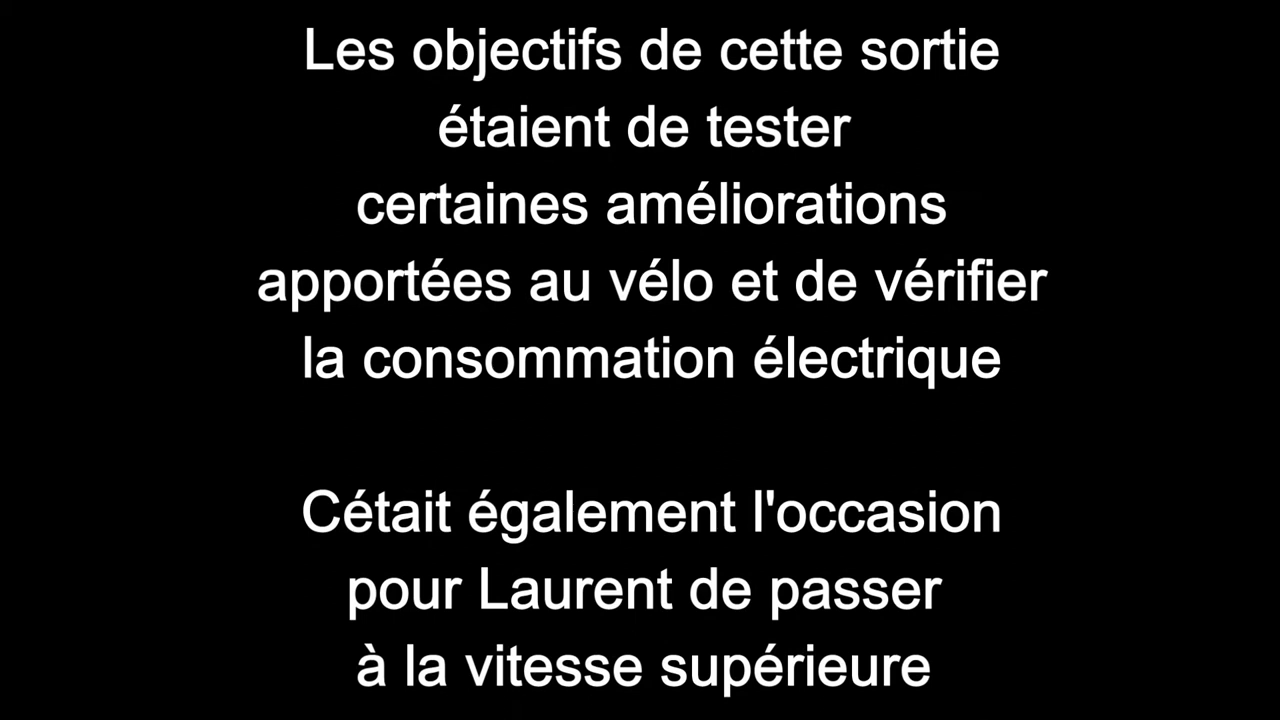 Les objectifs de cette sortie
étaient de tester
certaines améliorations
apportées au vélo et de vérifier
la consommation électrique
Cétait également l'occasion
pour Laurent de passer
à la vitesse supérieure